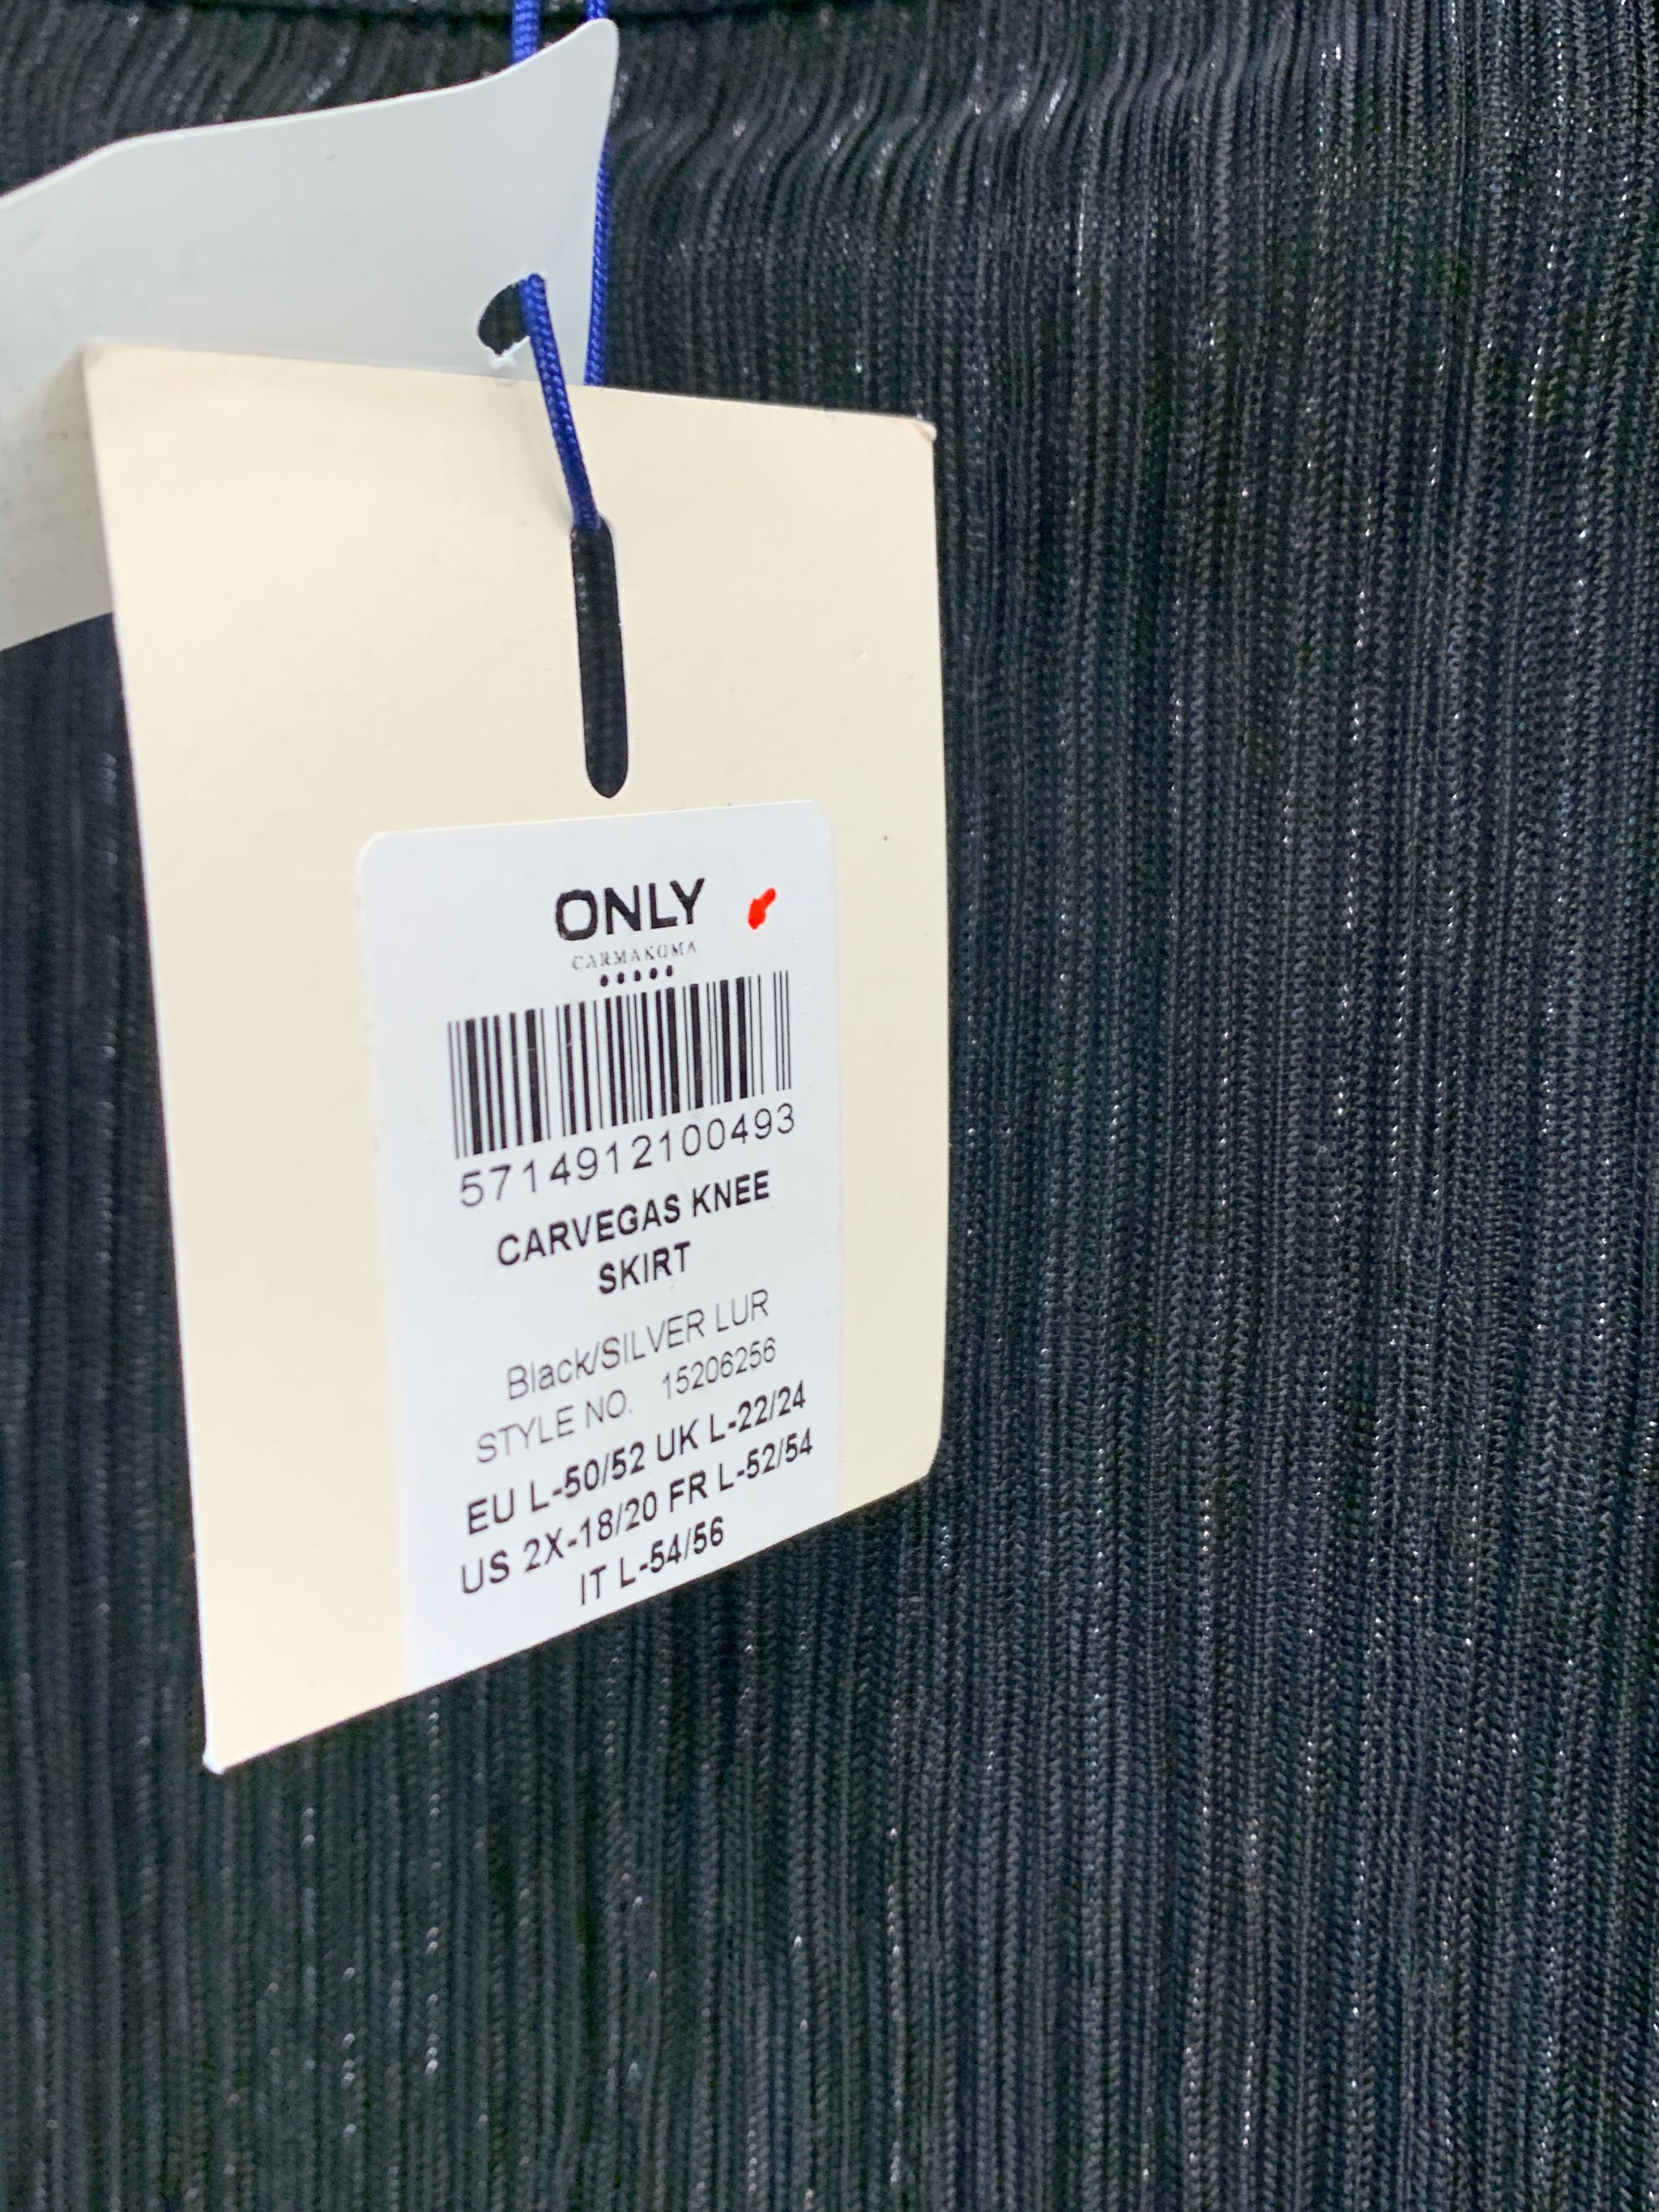 ONLY
CARMAKOMA
5714912100493
CARVEGAS KNEE
SKIRT
Black/SILVER LUR
STYLE NO. 15206256
EU L-50/52 UK L-22/24
US 2X-18/20 FR L-52/54
IT L-54/56